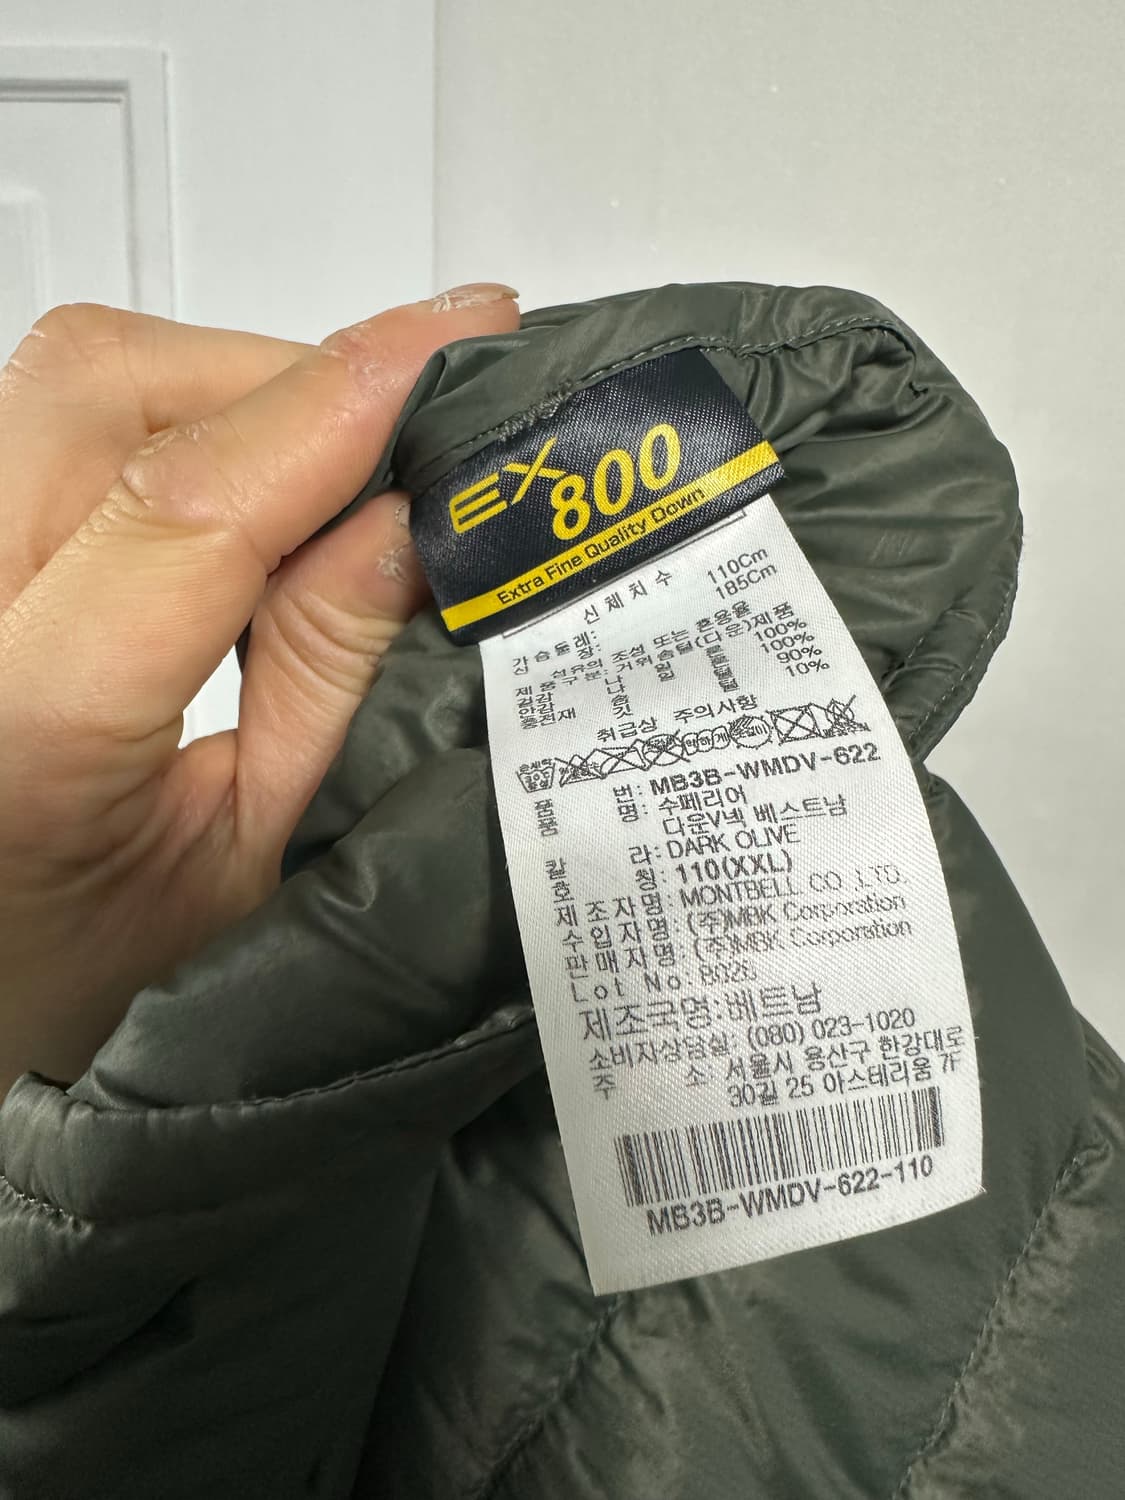 EX
800
Extra Fine Quality Down
신체치수
가슴둘레: 110Cm
신장: 185Cm
섬유의 조성 또는 혼용율
제품구분: 거위솔털(다운)제품
겉감 나일론 100%
안감 나일론 100%
충전재 솜털 90%
깃털 10%
취급상 주의사항
품번: MB3B-WMDV-622
품명: 수페리어
다운V넥 베스트남
칼라: DARK OLIVE
호칭: 110(XXL)
제조자명: MONTBELL CO.,LTD.
수입자명: (주)MBK Corporation
판매자명: (주)MBK Corporation
Lot No:
제조국명:베트남
소비자상담실: (080) 023-1020
주소: 서울시 용산구 한강대로
30길 25 아스테리움 7F
MB3B-WMDV-622-110